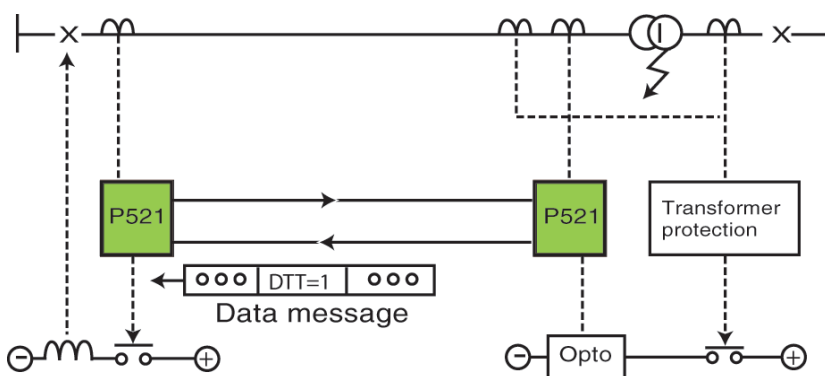 P521
P521
Transformer
protection
DTT=1
Data message
Opto